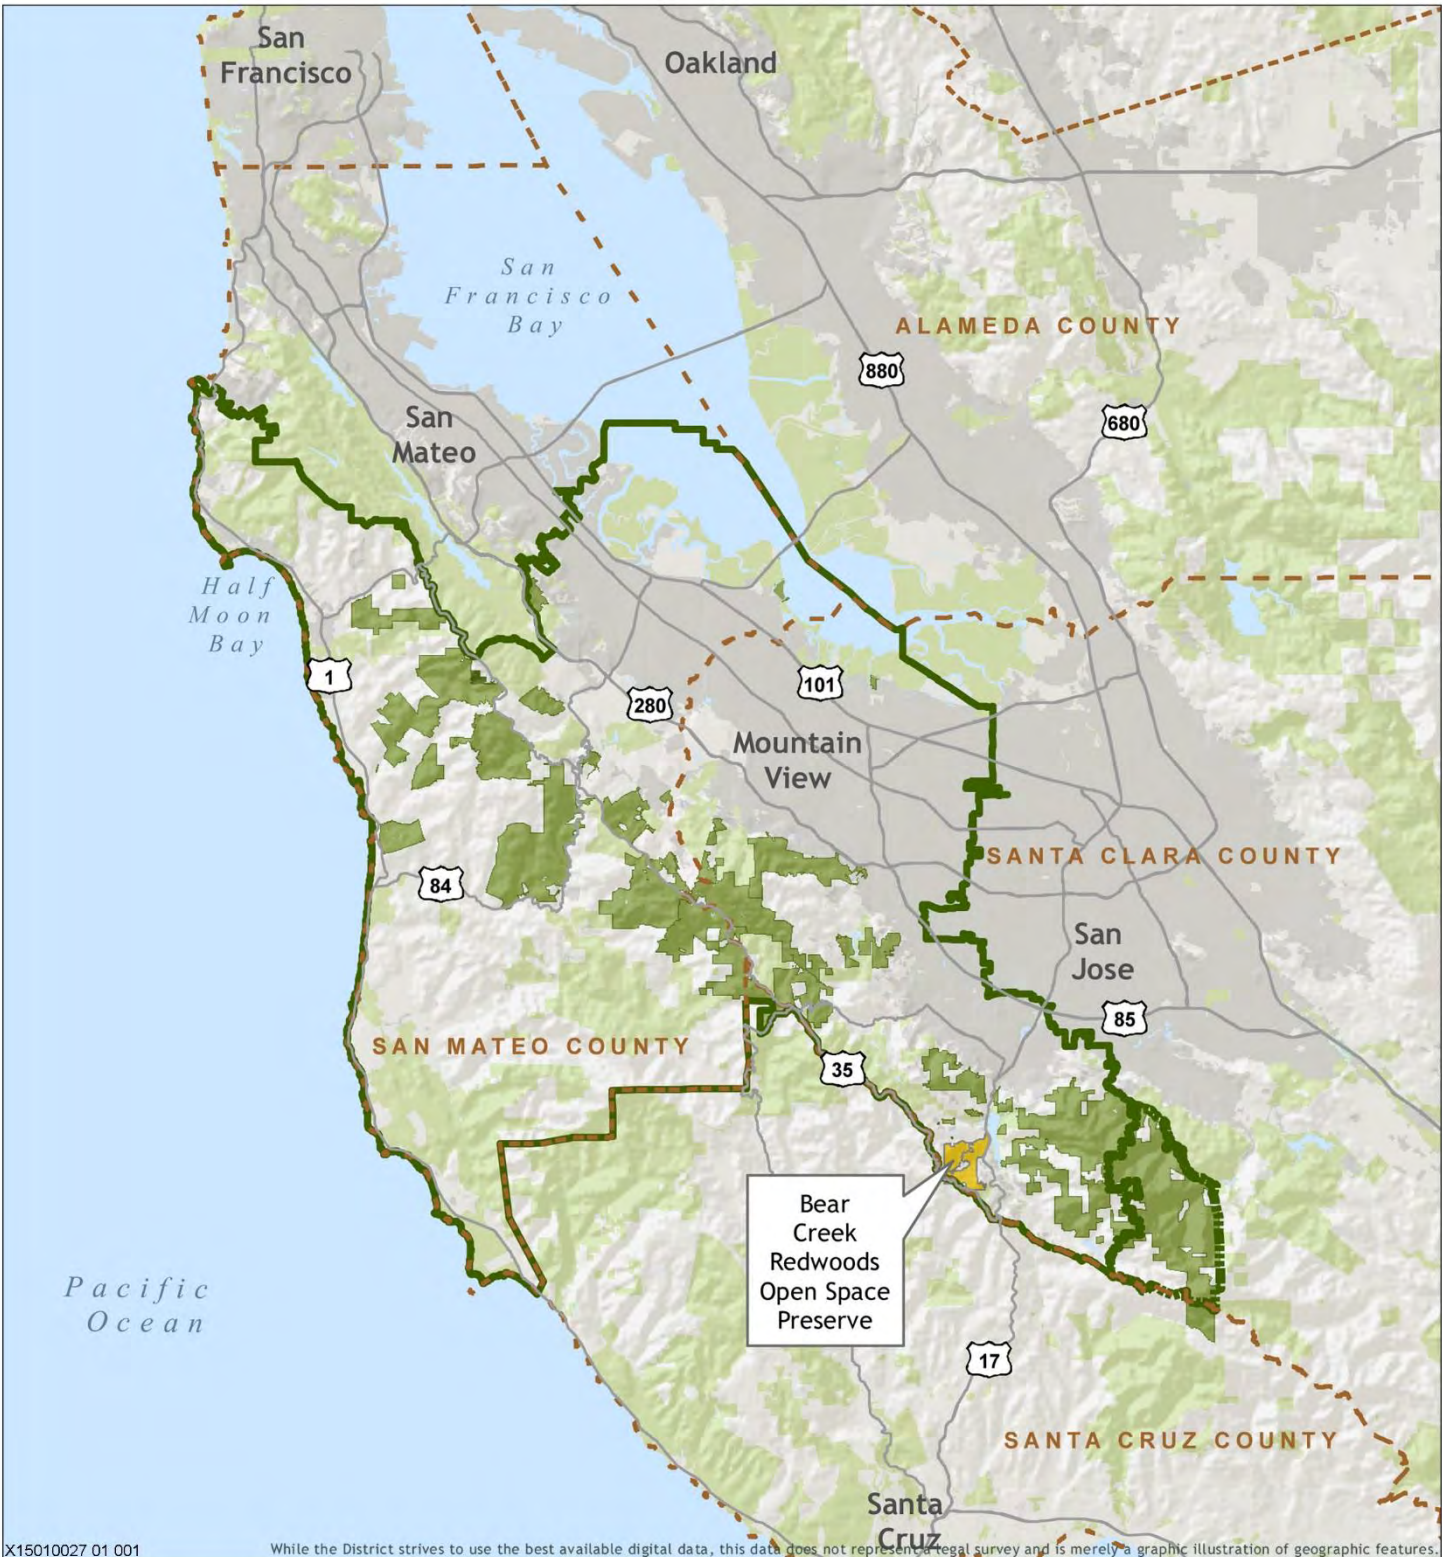 San
Francisco
Oakland
San
Francisco
Bay
ALAMEDA COUNTY
880
680
San
Mateo
Half
Moon
Bay
1
280
101
Mountain
View
84
SANTA CLARA COUNTY
San
Jose
85
SAN MATEO COUNTY
35
Bear
Creek
Redwoods
Open Space
Preserve
Pacific
Ocean
17
SANTA CRUZ COUNTY
Santa
Cruz
X15010027 01 001
While the District strives to use the best available digital data, this data does not represent a legal survey and is merely a graphic illustration of geographic features.